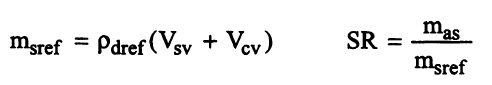 m_sref = ρ_dref(V_sv + V_cv)    SR = m_as / m_sref